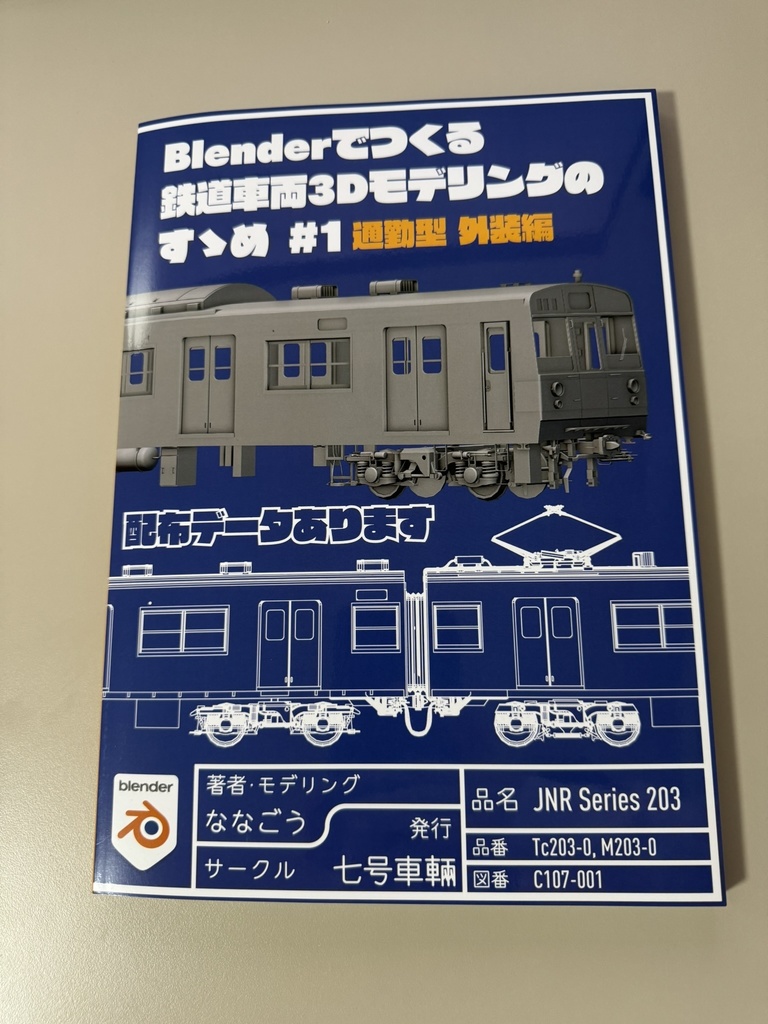 Blenderでつくる
鉄道車両3Dモデリングの
すゝめ #1 通勤型 外装編
配布データあります
blender
著者・モデリング
ななごう
発行
サークル 七号車輛
品名 JNR Series 203
品番 Tc203-0, M203-0
図番 C107-001